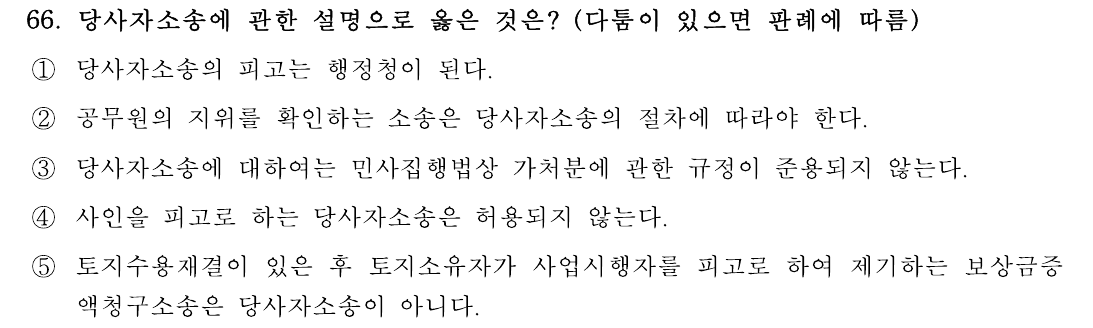 66. 당사자소송에 관한 설명으로 옳은 것은? (다툼이 있으면 판례에 따름)
① 당사자소송의 피고는 행정청이 된다.
② 공무원의 지위를 확인하는 소송은 당사자소송의 절차에 따라야 한다.
③ 당사자소송에 대하여는 민사집행법상 가처분에 관한 규정이 준용되지 않는다.
④ 사인을 피고로 하는 당사자소송은 허용되지 않는다.
⑤ 토지수용재결이 있은 후 토지소유자가 사업시행자를 피고로 하여 제기하는 보상금증
액청구소송은 당사자소송이 아니다.